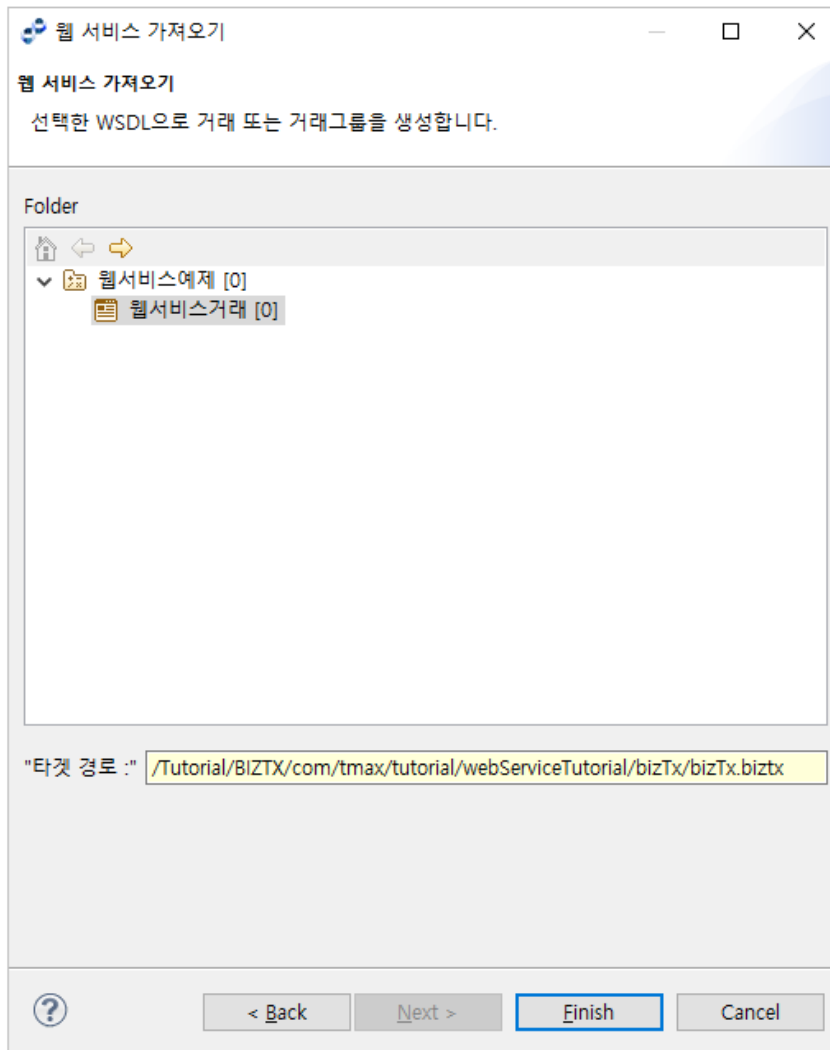 웹 서비스 가져오기
웹 서비스 가져오기
선택한 WSDL으로 거래 또는 거래그룹을 생성합니다.
Folder
웹서비스예제 [0]
웹서비스거래 [0]
"타겟 경로 :" /Tutorial/BIZTX/com/tmax/tutorial/webServiceTutorial/bizTx/bizTx.biztx
? < Back Next > Finish Cancel